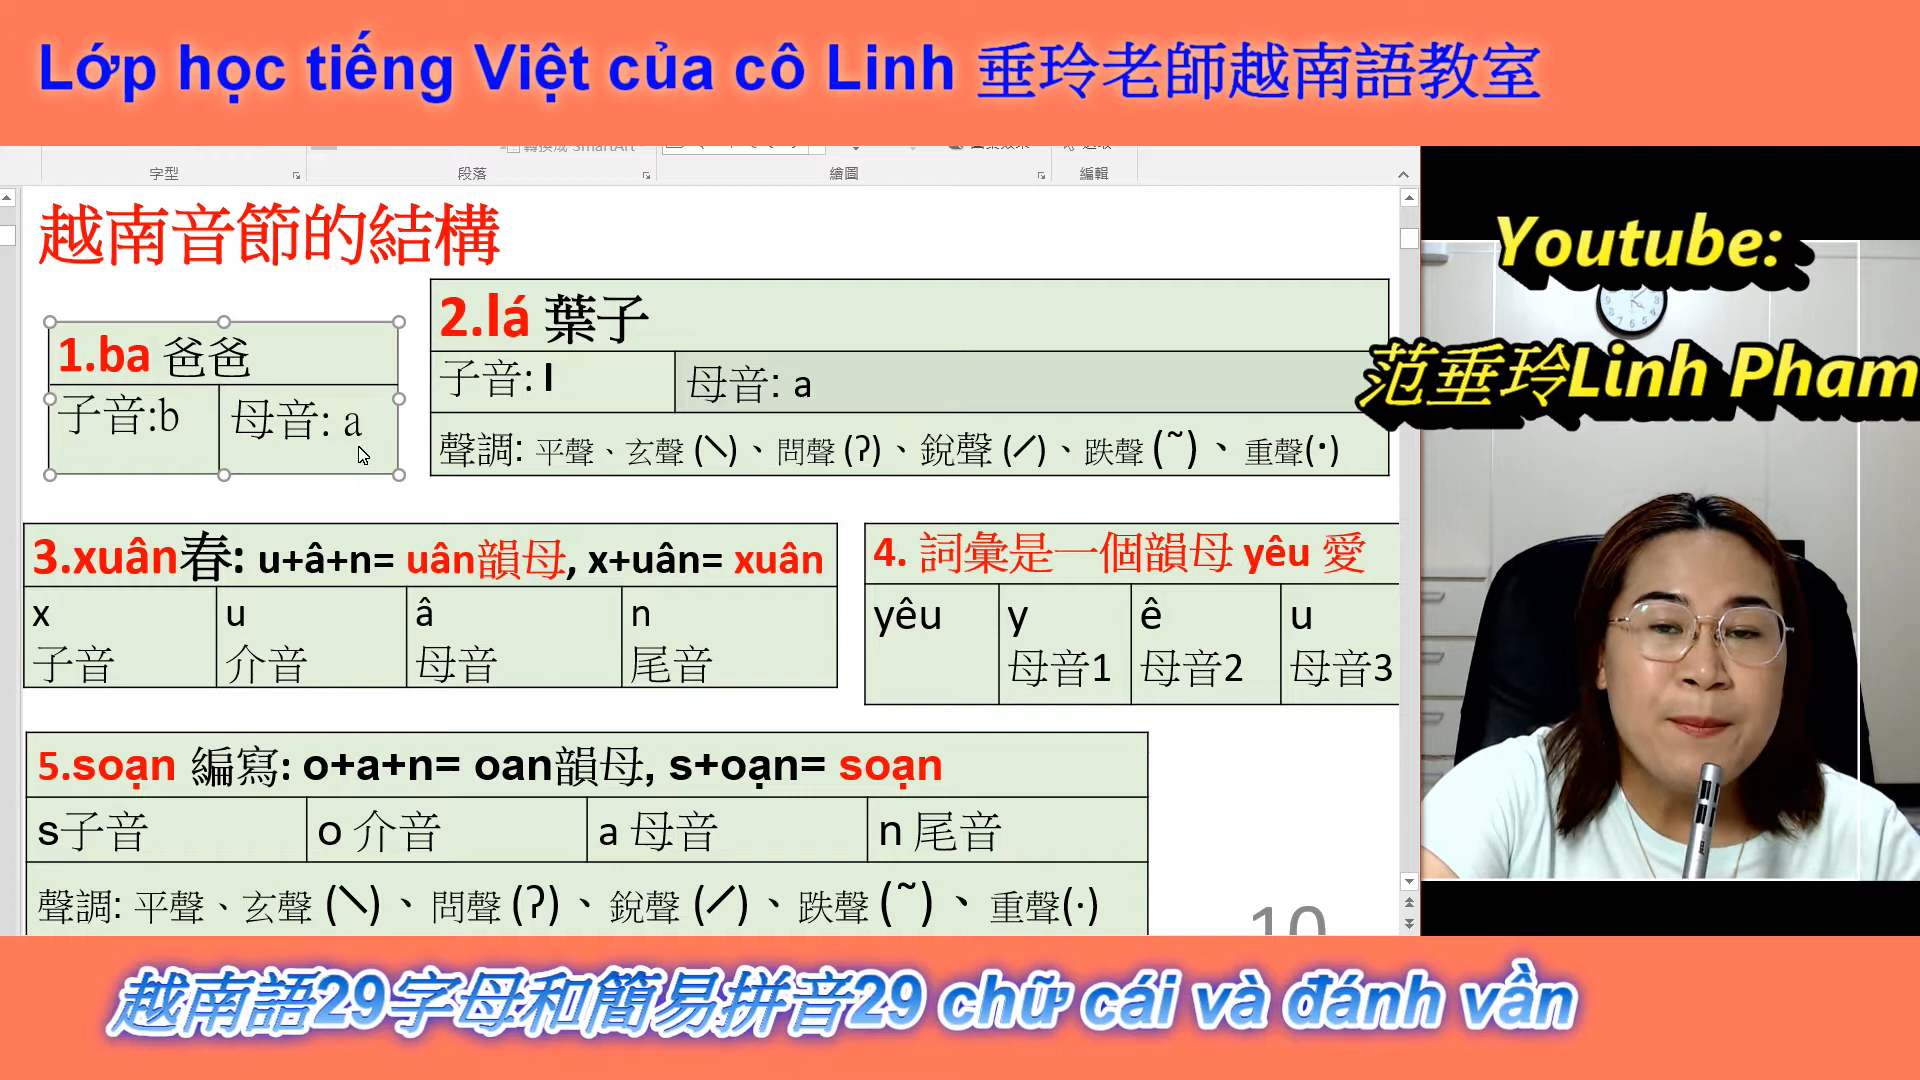 Lớp học tiếng Việt của cô Linh 垂玲老師越南語教室
字型 段落 繪圖 編輯
越南音節的結構
1.ba 爸爸
子音:b 母音: a
2.lá 葉子
子音: l 母音: a
聲調: 平聲、玄聲 (╲)、問聲 (ʔ)、銳聲 (╱)、跌聲 (~)、重聲(·)
3.xuân春: u+â+n= uân韻母, x+uân= xuân
x u â n
子音 介音 母音 尾音
4. 詞彙是一個韻母 yêu 愛
yêu y ê u
母音1 母音2 母音3
5.soạn 編寫: o+a+n= oan韻母, s+oạn= soạn
s子音 o 介音 a 母音 n 尾音
聲調: 平聲、玄聲 (╲)、問聲 (ʔ)、銳聲 (╱)、跌聲 (~)、重聲(·)
10
Youtube:
范垂玲Linh Pham
越南語29字母和簡易拼音29 chữ cái và đánh vần